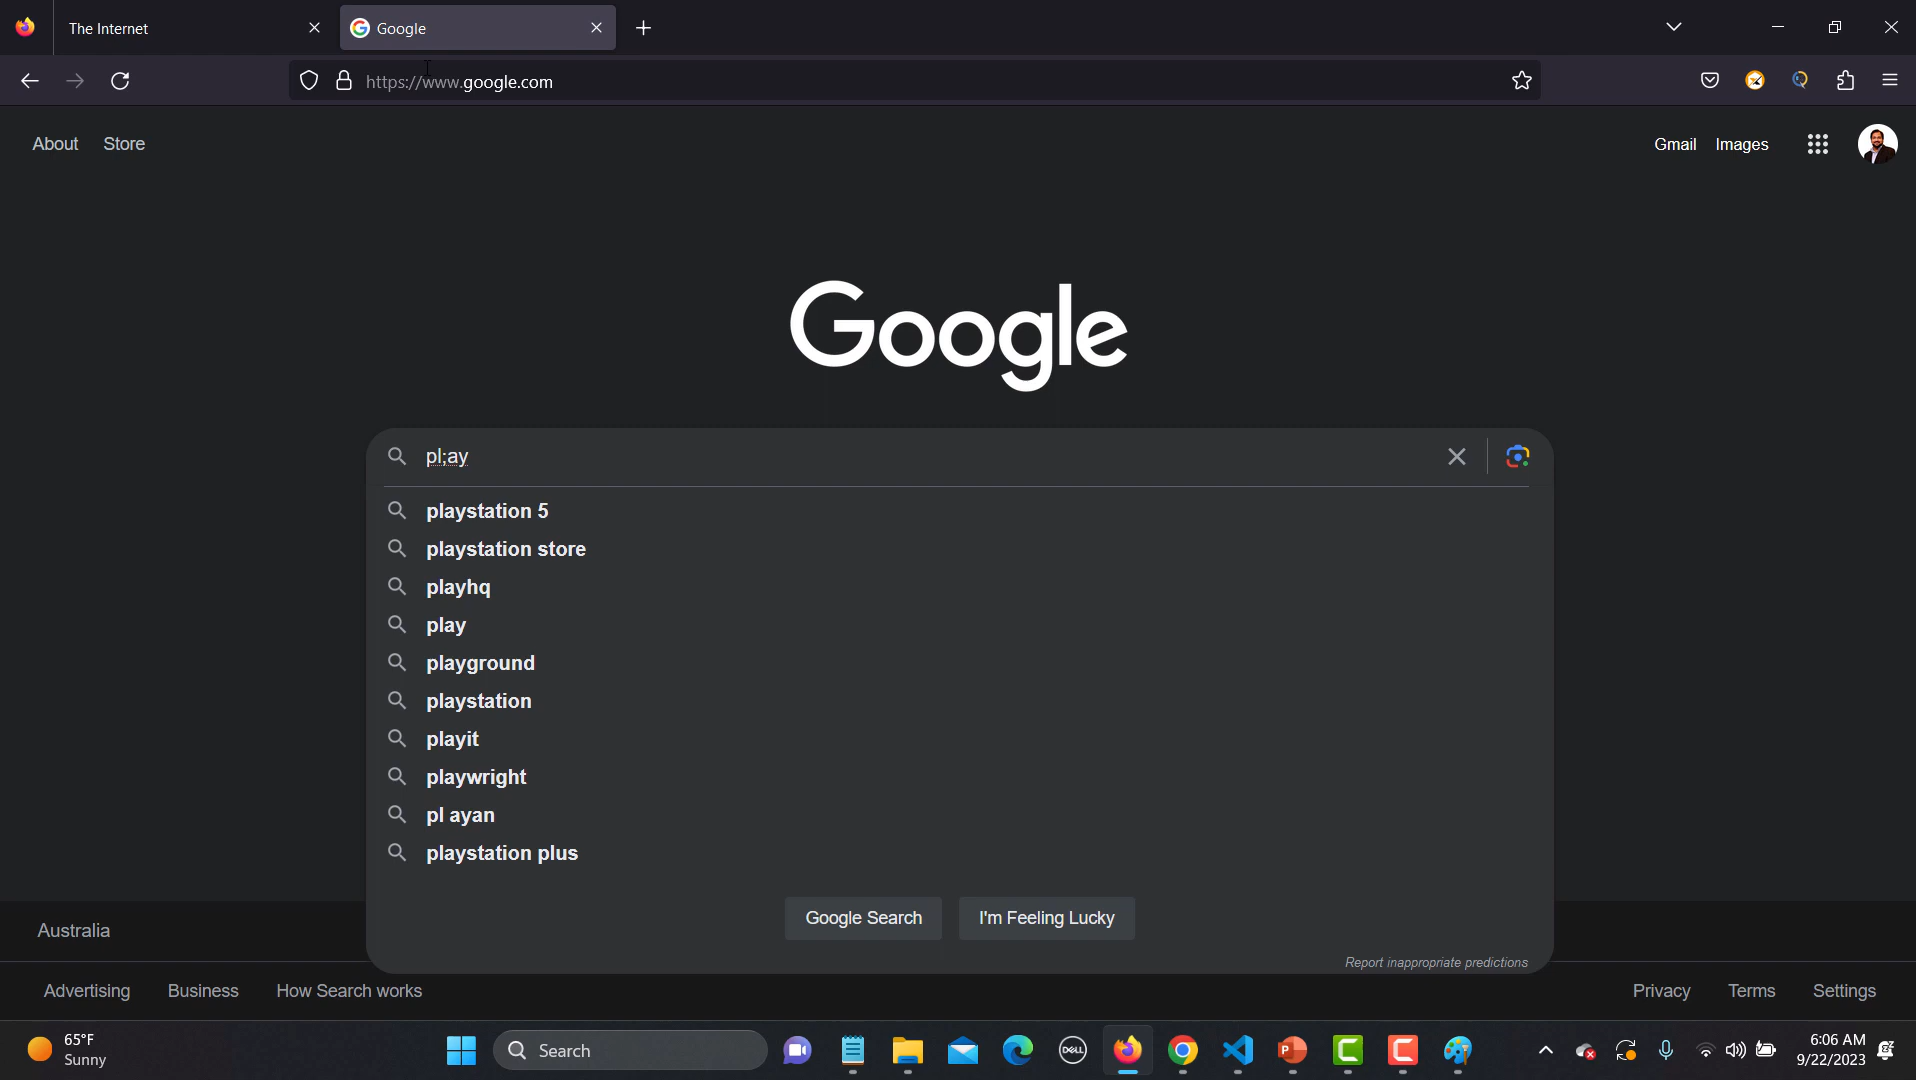 The Internet
Google
https://www.google.com
About Store
Gmail Images
Google
pl;ay
playstation 5
playstation store
playhq
play
playground
playstation
playit
playwright
pl ayan
playstation plus
Google Search I'm Feeling Lucky
Report inappropriate predictions
Australia
Advertising Business How Search works
Privacy Terms Settings
65°F
Sunny
Search
DELL
6:06 AM
9/22/2023